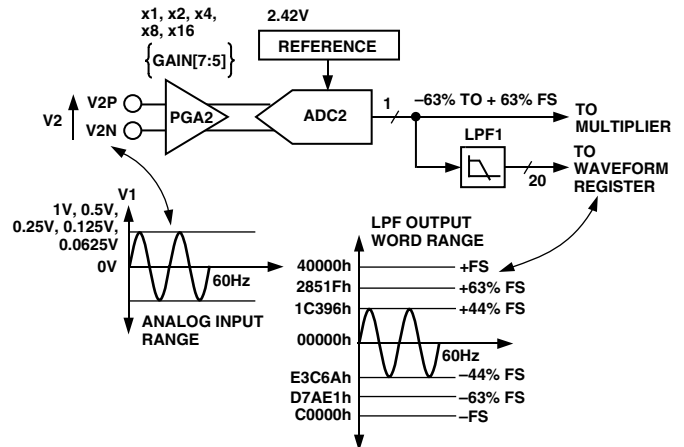 x1, x2, x4,
x8, x16
{GAIN[7:5]}
2.42V
REFERENCE
V2P
V2
V2N
PGA2
ADC2
1
–63% TO + 63% FS
TO
MULTIPLIER
LPF1
20
TO
WAVEFORM
REGISTER
V1
1V, 0.5V,
0.25V, 0.125V,
0.0625V
0V
60Hz
ANALOG INPUT
RANGE
LPF OUTPUT
WORD RANGE
40000h +FS
2851Fh +63% FS
1C396h +44% FS
00000h
60Hz
E3C6Ah –44% FS
D7AE1h –63% FS
C0000h –FS